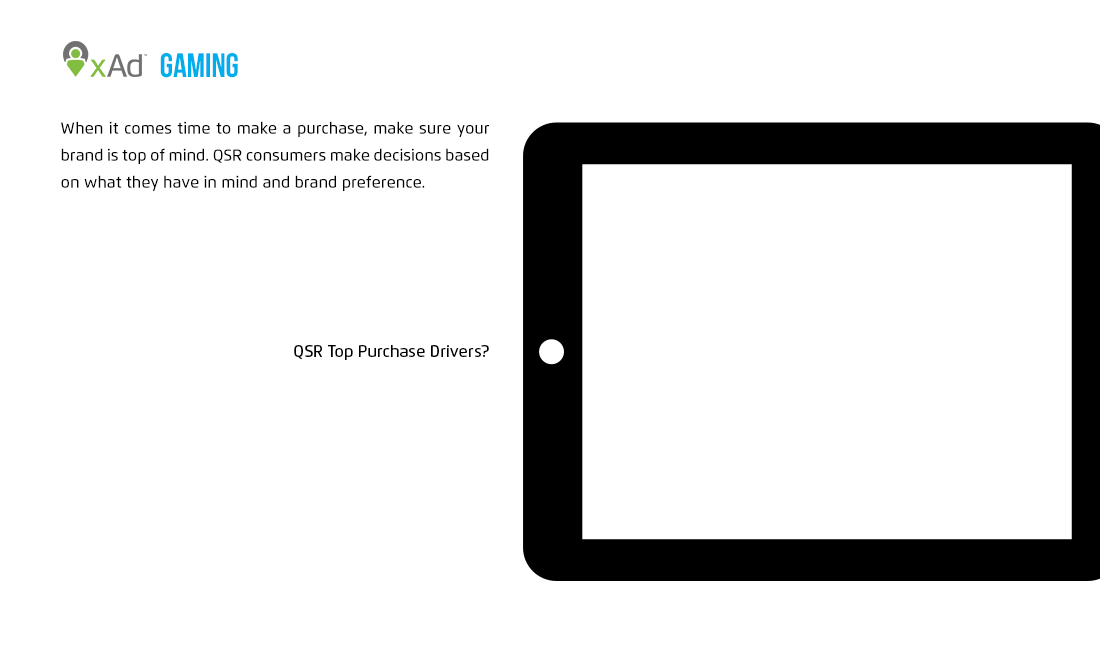 xAd™ GAMING
When it comes time to make a purchase, make sure your
brand is top of mind. QSR consumers make decisions based
on what they have in mind and brand preference.
QSR Top Purchase Drivers?